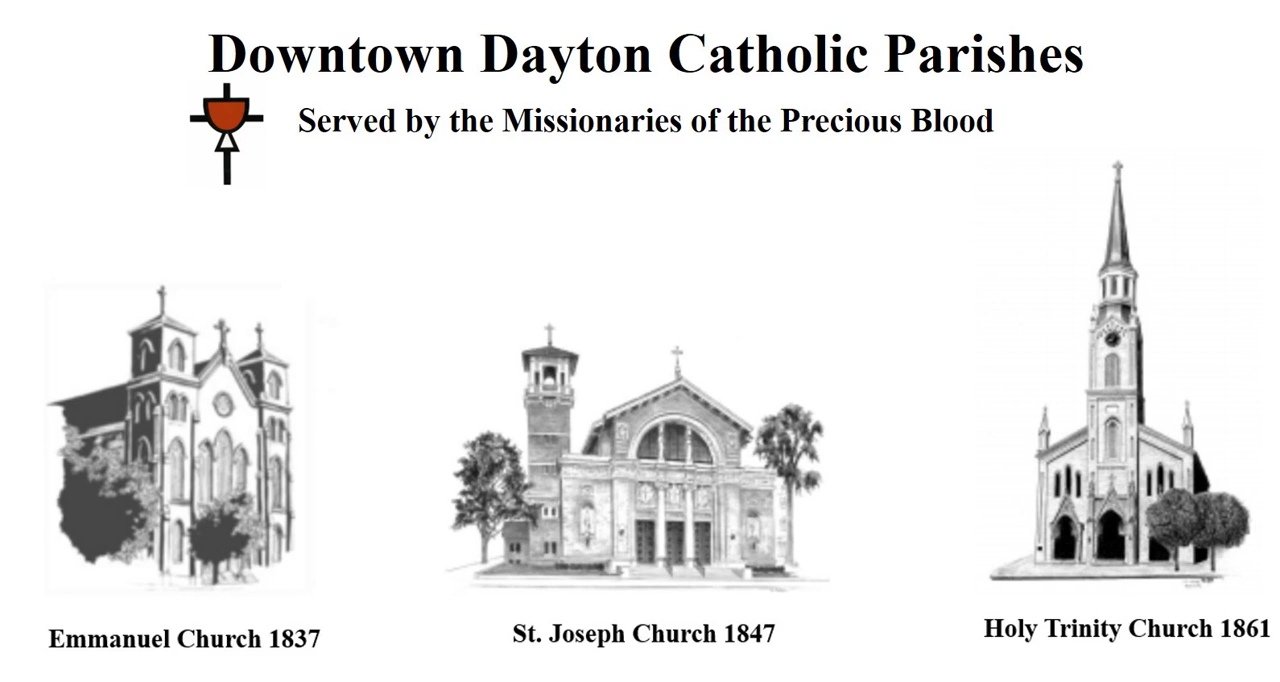 Downtown Dayton Catholic Parishes
Served by the Missionaries of the Precious Blood
Emmanuel Church 1837
St. Joseph Church 1847
Holy Trinity Church 1861